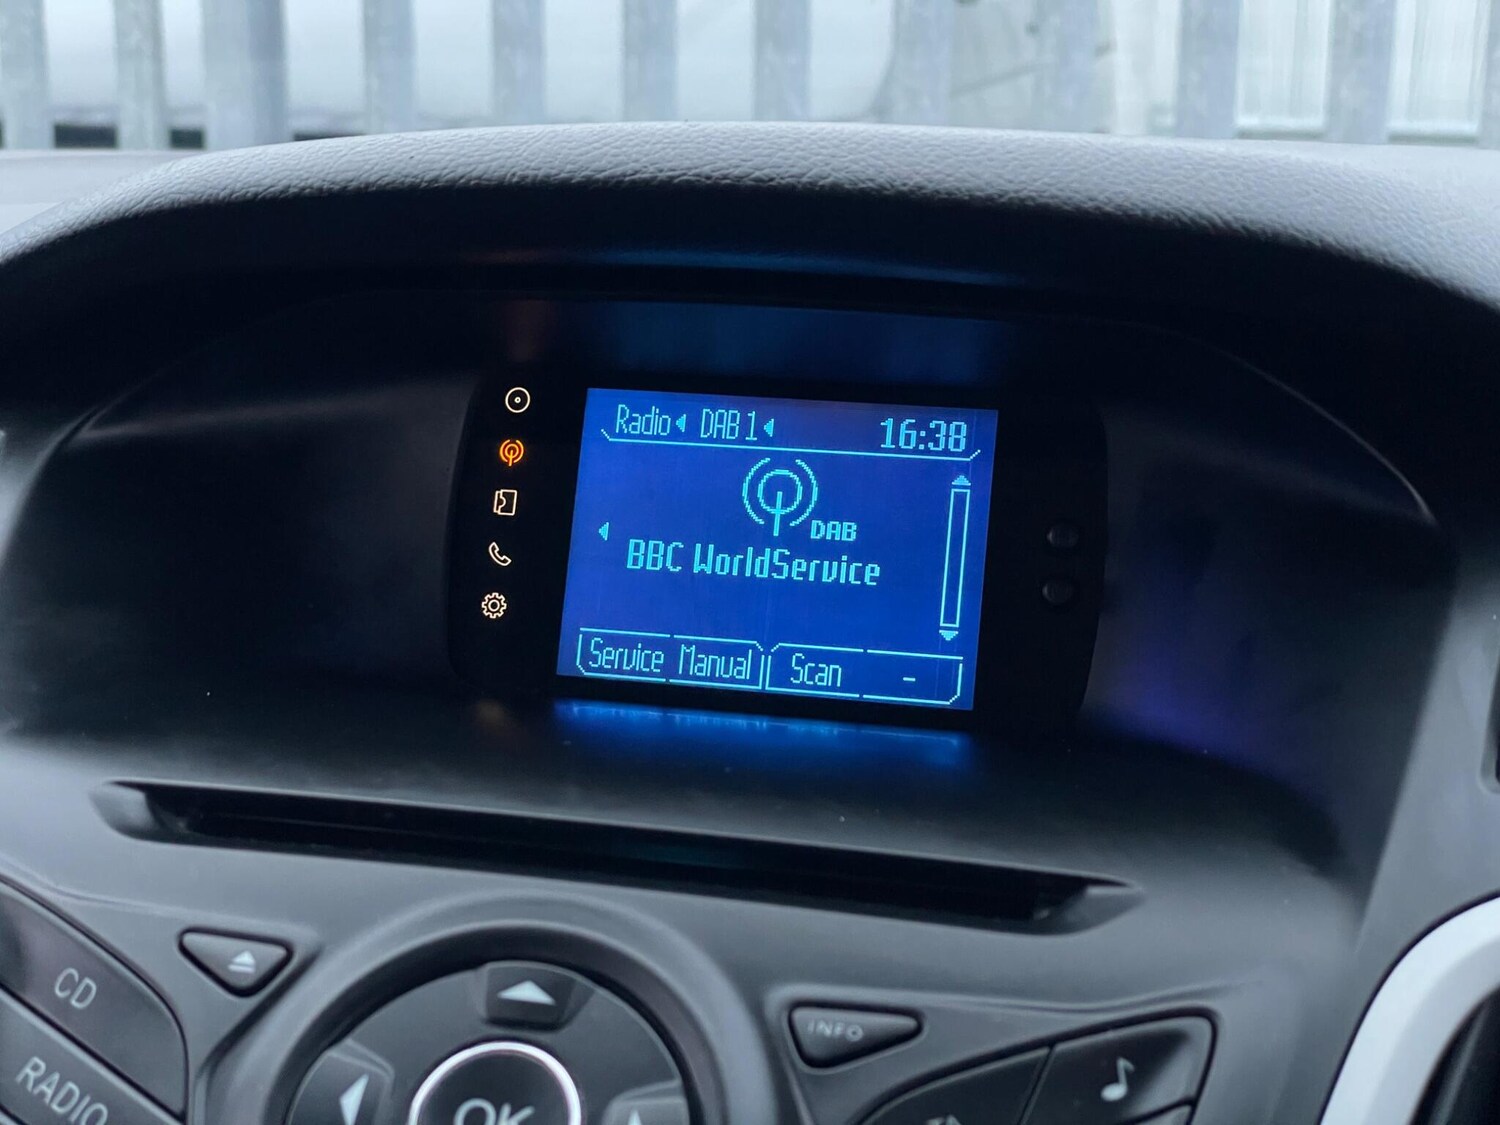 Radio DAB 1 16:38
DAB
BBC WorldService
Service Manual Scan -
CD
INFO
RADIO
OK